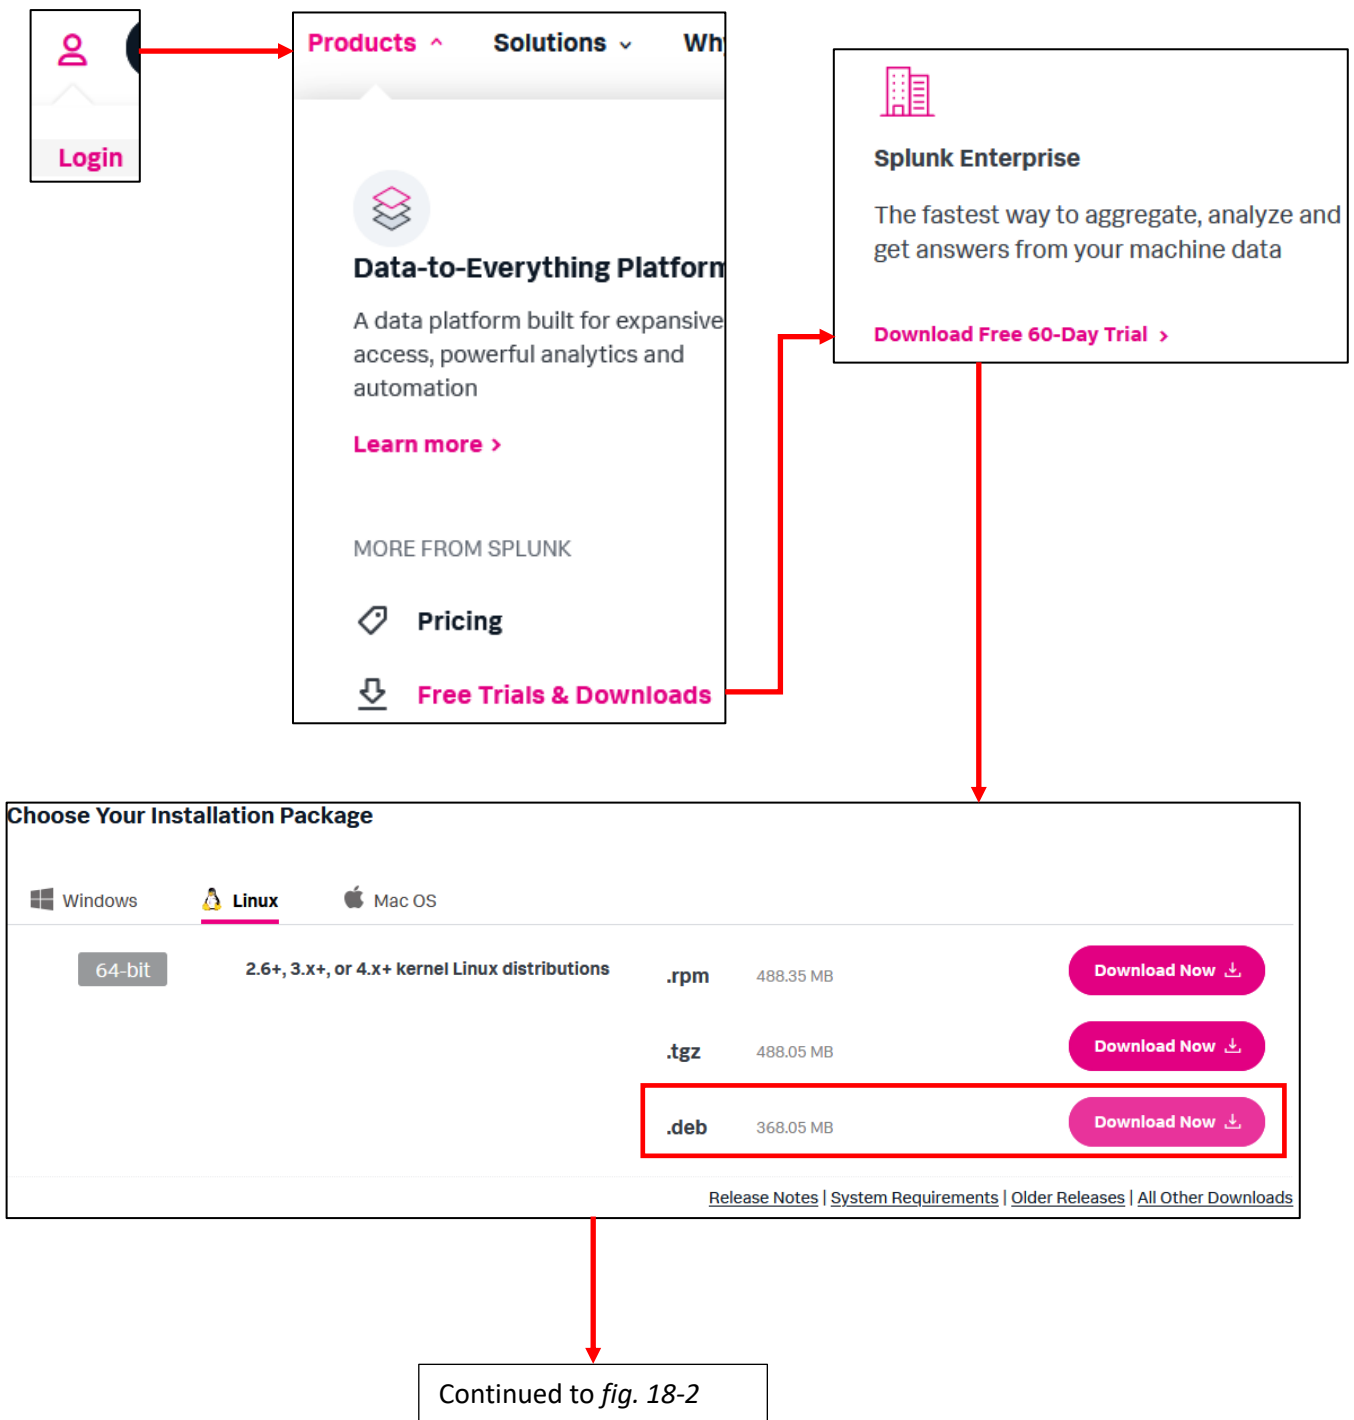 Login
Products Solutions Wh
Data-to-Everything Platform
A data platform built for expansive
access, powerful analytics and
automation
Learn more >
MORE FROM SPLUNK
Pricing
Free Trials & Downloads
Splunk Enterprise
The fastest way to aggregate, analyze and
get answers from your machine data
Download Free 60-Day Trial >
Choose Your Installation Package
Windows Linux Mac OS
64-bit 2.6+, 3.x+, or 4.x+ kernel Linux distributions .rpm 488.35 MB Download Now
.tgz 488.05 MB Download Now
.deb 368.05 MB Download Now
Release Notes | System Requirements | Older Releases | All Other Downloads
Continued to fig. 18-2